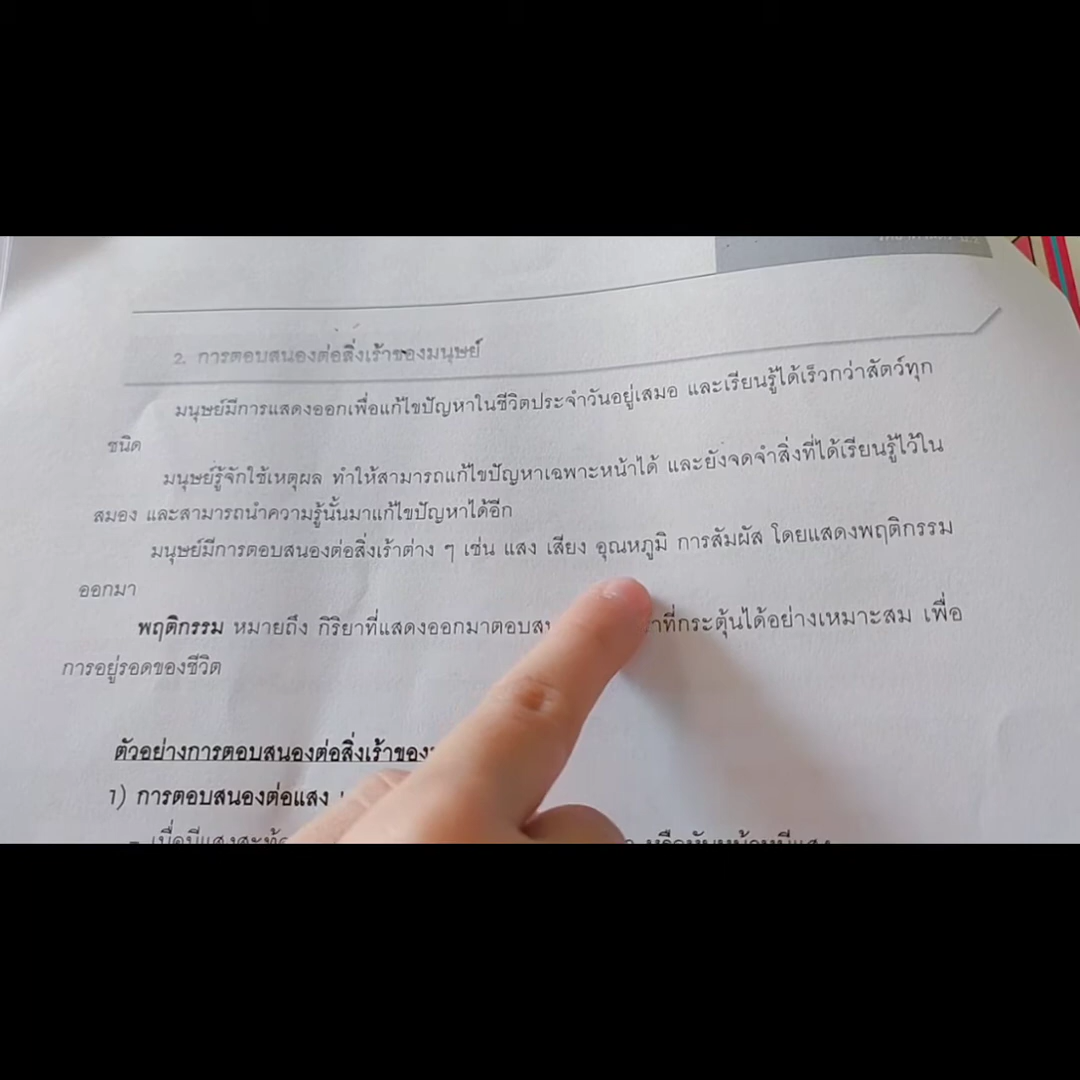 2. การตอบสนองต่อสิ่งเร้าของมนุษย์
มนุษย์มีการแสดงออกเพื่อแก้ไขปัญหาในชีวิตประจำวันอยู่เสมอ และเรียนรู้ได้เร็วกว่าสัตว์ทุก
ชนิด
มนุษย์รู้จักใช้เหตุผล ทำให้สามารถแก้ไขปัญหาเฉพาะหน้าได้ และยังจดจำสิ่งที่ได้เรียนรู้ไว้ใน
สมอง และสามารถนำความรู้นั้นมาแก้ไขปัญหาได้อีก
มนุษย์มีการตอบสนองต่อสิ่งเร้าต่าง ๆ เช่น แสง เสียง อุณหภูมิ การสัมผัส โดยแสดงพฤติกรรม
ออกมา
พฤติกรรม หมายถึง กิริยาที่แสดงออกมา ที่กระตุ้นได้อย่างเหมาะสม เพื่อ
การอยู่รอดของชีวิต
ตัวอย่างการตอบสนองต่อสิ่งเร้าของ
1) การตอบสนองต่อแสง